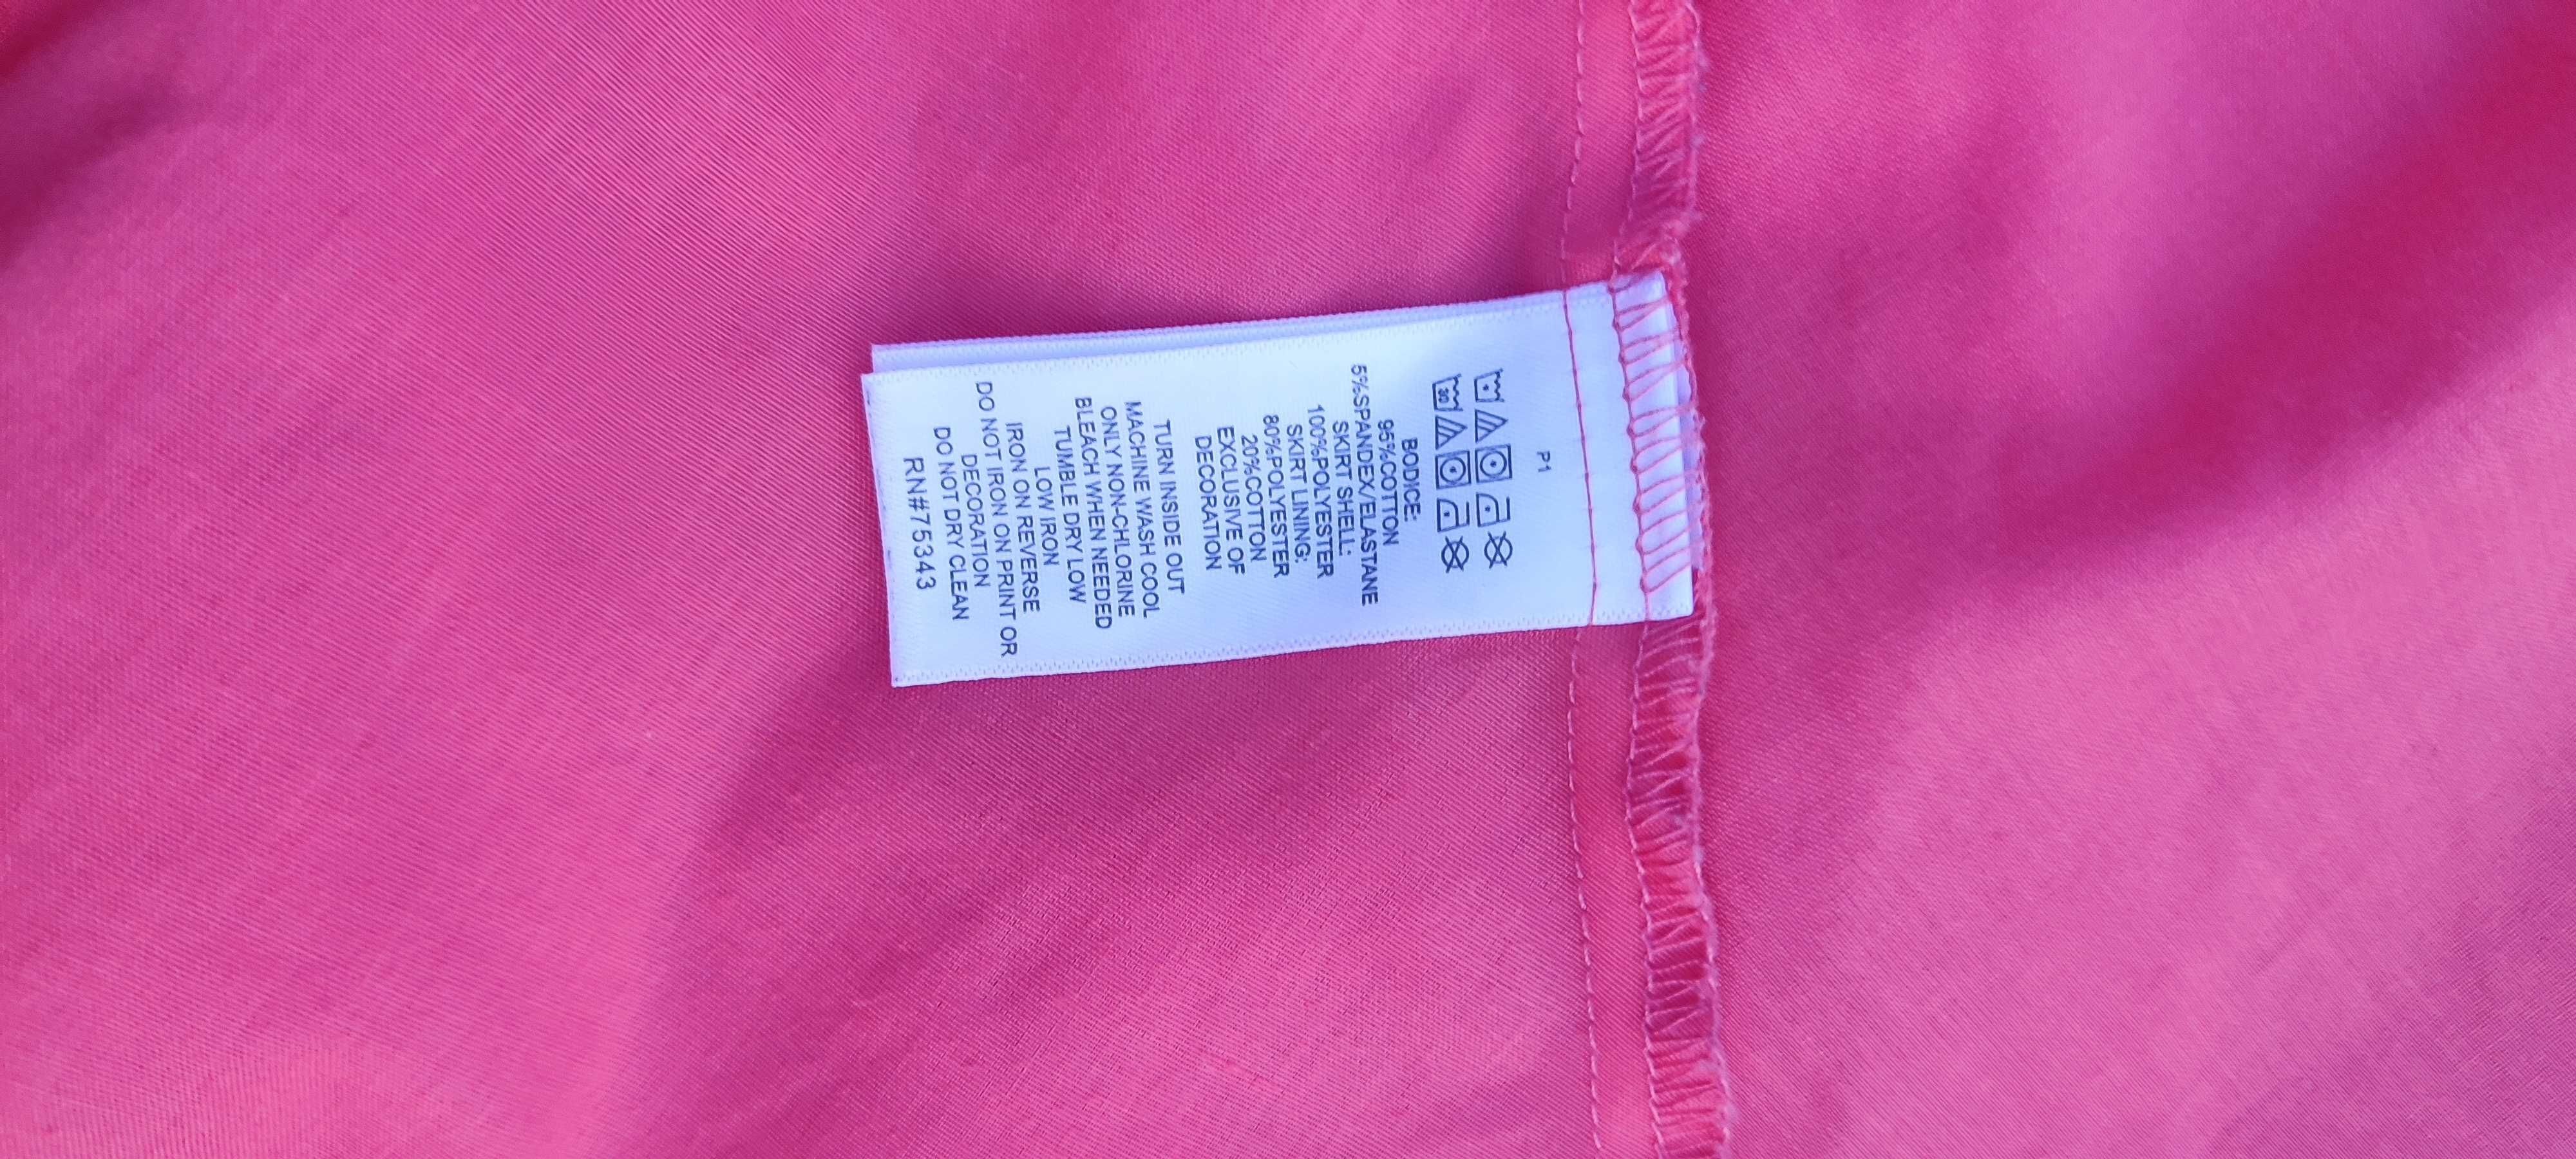 P1
30
BODICE:
95%COTTON
5%SPANDEX/ELASTANE
SKIRT SHELL:
100%POLYESTER
SKIRT LINING:
80%POLYESTER
20%COTTON
EXCLUSIVE OF
DECORATION
TURN INSIDE OUT
MACHINE WASH COOL
ONLY NON-CHLORINE
BLEACH WHEN NEEDED
TUMBLE DRY LOW
LOW IRON
IRON ON REVERSE
DO NOT IRON ON PRINT OR
DECORATION
DO NOT DRY CLEAN
RN#75343